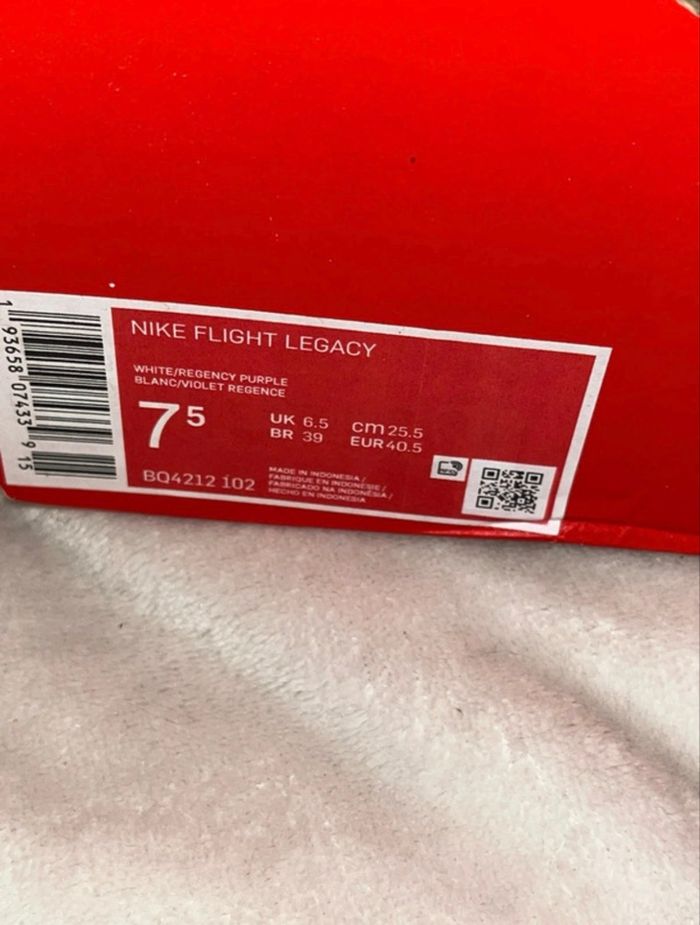 1 93658 07433 9 15
NIKE FLIGHT LEGACY
WHITE/REGENCY PURPLE
BLANC/VIOLET REGENCE
7 5
UK 6.5 cm 25.5
BR 39 EUR 40.5
BQ4212 102
MADE IN INDONESIA /
FABRIQUE EN INDONESIE /
FABRICADO NA INDONÉSIA /
HECHO EN INDONESIA